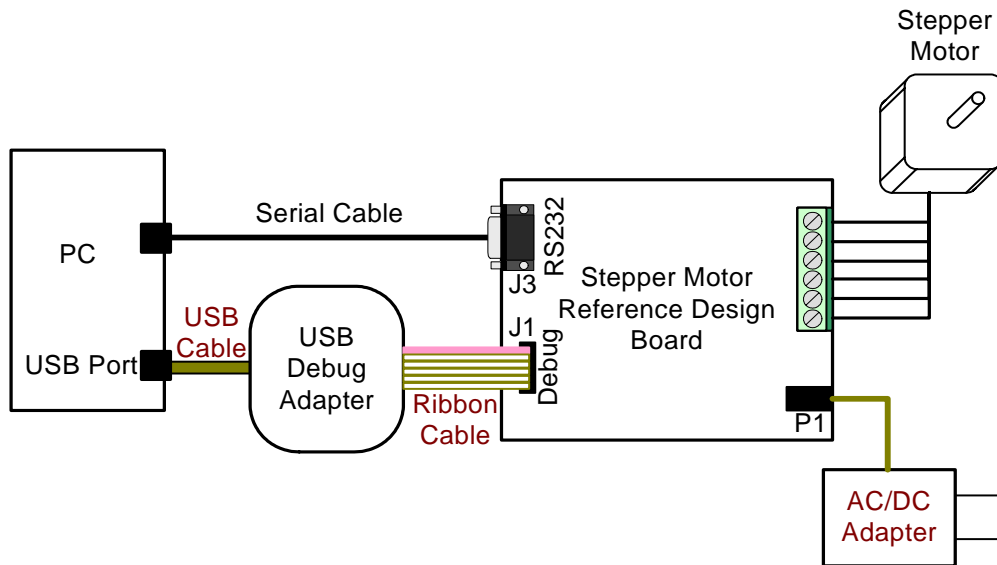 Stepper
Motor
PC
Serial Cable
RS232
J3
Stepper Motor
Reference Design
Board
USB Port
USB
Cable
USB
Debug
Adapter
Ribbon
Cable
J1
Debug
P1
AC/DC
Adapter